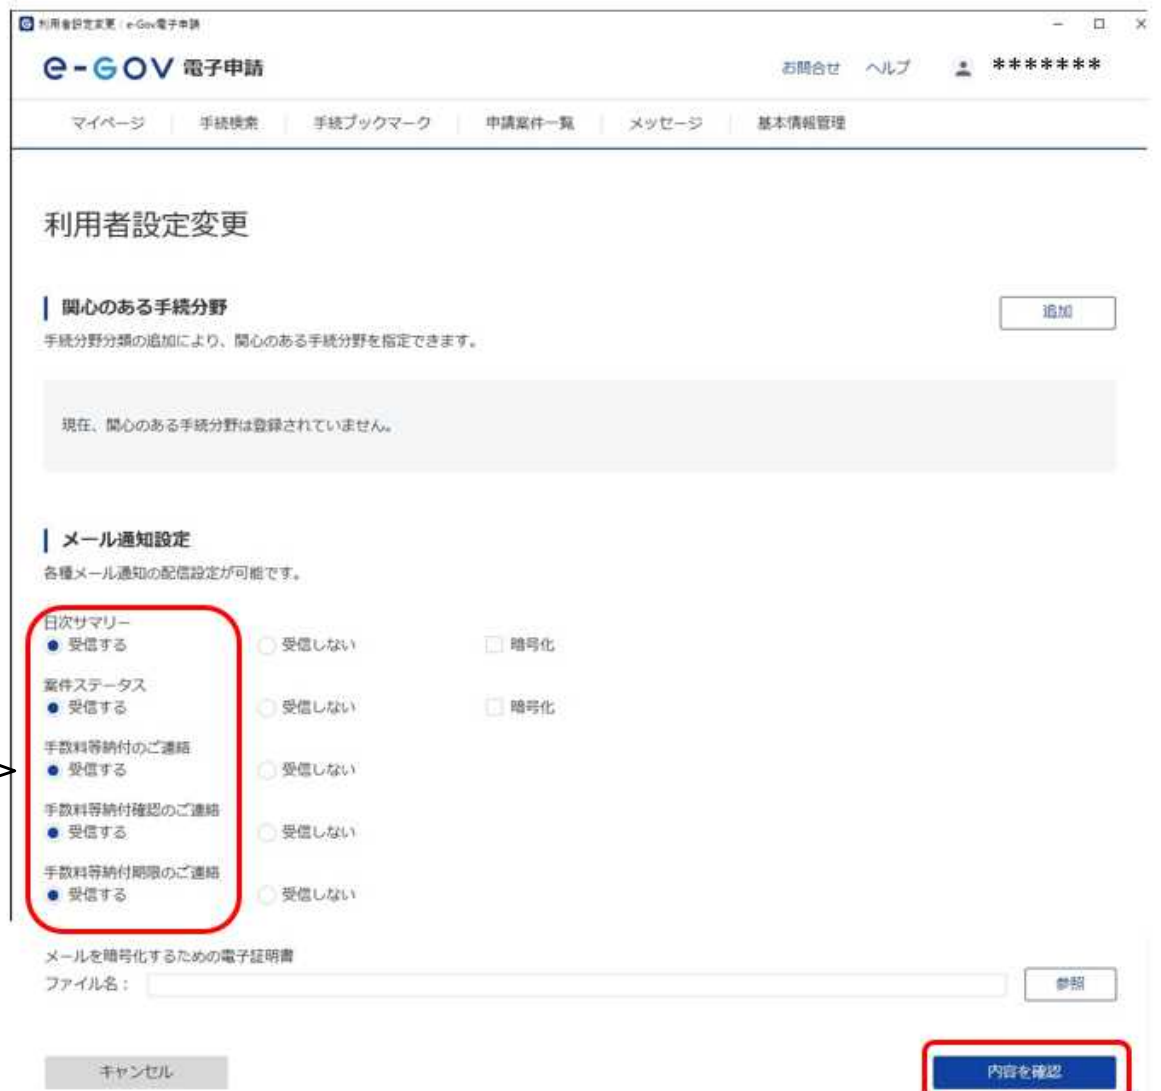 利用者設定変更 | e-Gov電子申請
e-GOV 電子申請 お問合せ ヘルプ *******
マイページ 手続検索 手続ブックマーク 申請案件一覧 メッセージ 基本情報管理
利用者設定変更
関心のある手続分野 追加
手続分野分類の追加により、関心のある手続分野を指定できます。
現在、関心のある手続分野は登録されていません。
メール通知設定
各種メール通知の配信設定が可能です。
日次サマリー
受信する 受信しない 暗号化
案件ステータス
受信する 受信しない 暗号化
手数料等納付のご連絡
受信する 受信しない
手数料等納付確認のご連絡
受信する 受信しない
手数料等納付期限のご連絡
受信する 受信しない
メールを暗号化するための電子証明書
ファイル名： 参照
キャンセル 内容を確認